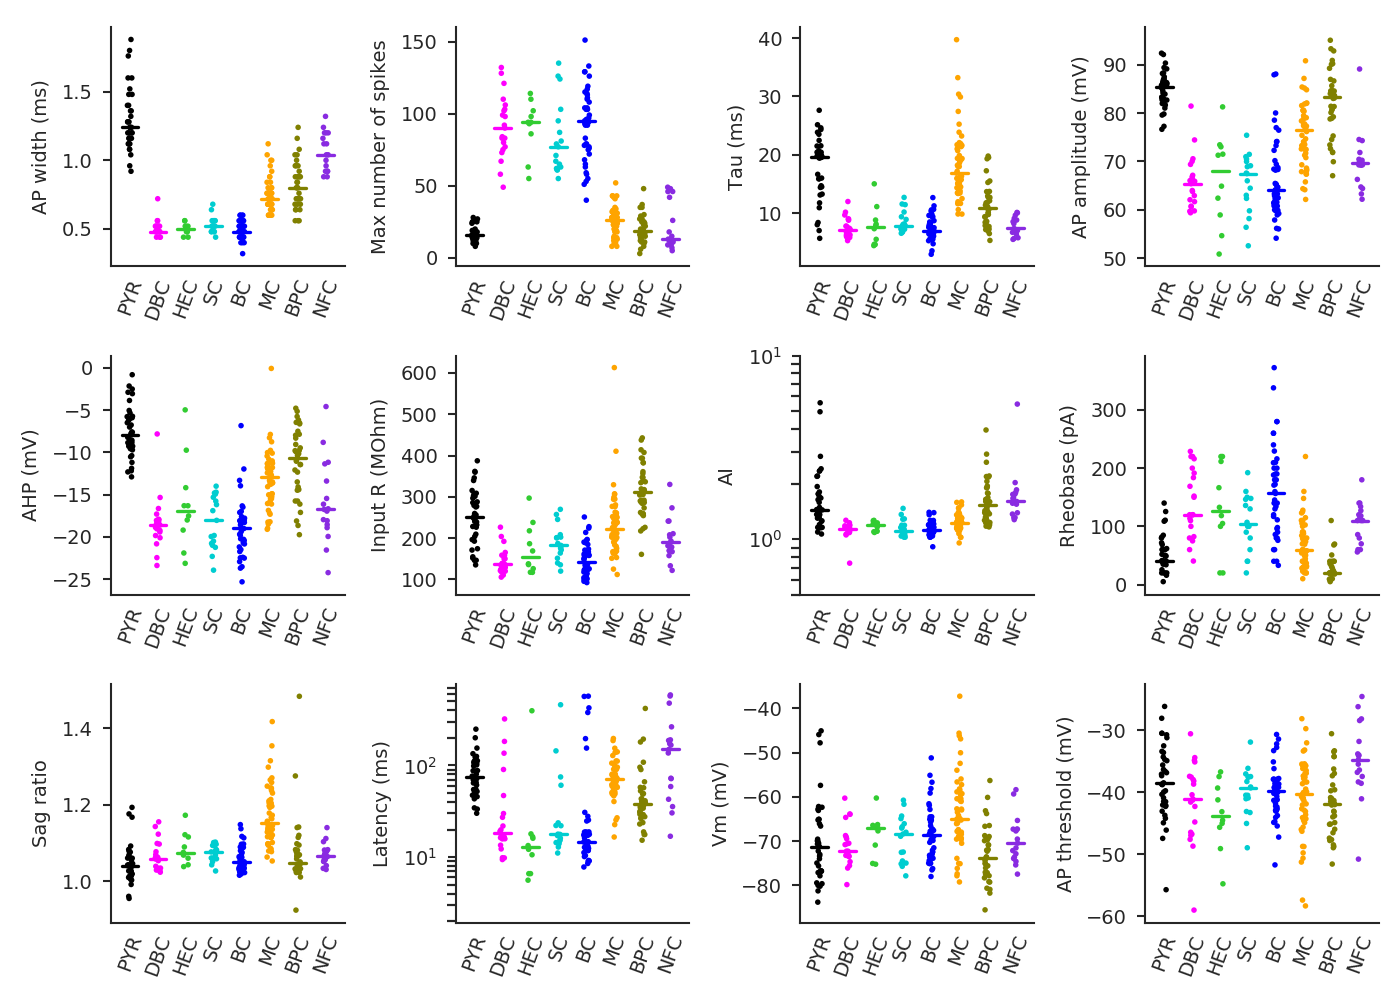 AP width (ms)
1.5
1.0
0.5
PYR DBC HEC SC BC MC BPC NFC
Max number of spikes
150
100
50
0
PYR DBC HEC SC BC MC BPC NFC
Tau (ms)
40
30
20
10
PYR DBC HEC SC BC MC BPC NFC
AP amplitude (mV)
90
80
70
60
50
PYR DBC HEC SC BC MC BPC NFC
AHP (mV)
0
−5
−10
−15
−20
−25
PYR DBC HEC SC BC MC BPC NFC
Input R (MOhm)
600
500
400
300
200
100
PYR DBC HEC SC BC MC BPC NFC
AI
10¹
10⁰
PYR DBC HEC SC BC MC BPC NFC
Rheobase (pA)
300
200
100
0
PYR DBC HEC SC BC MC BPC NFC
Sag ratio
1.4
1.2
1.0
PYR DBC HEC SC BC MC BPC NFC
Latency (ms)
10²
10¹
PYR DBC HEC SC BC MC BPC NFC
Vm (mV)
−40
−50
−60
−70
−80
PYR DBC HEC SC BC MC BPC NFC
AP threshold (mV)
−30
−40
−50
−60
PYR DBC HEC SC BC MC BPC NFC